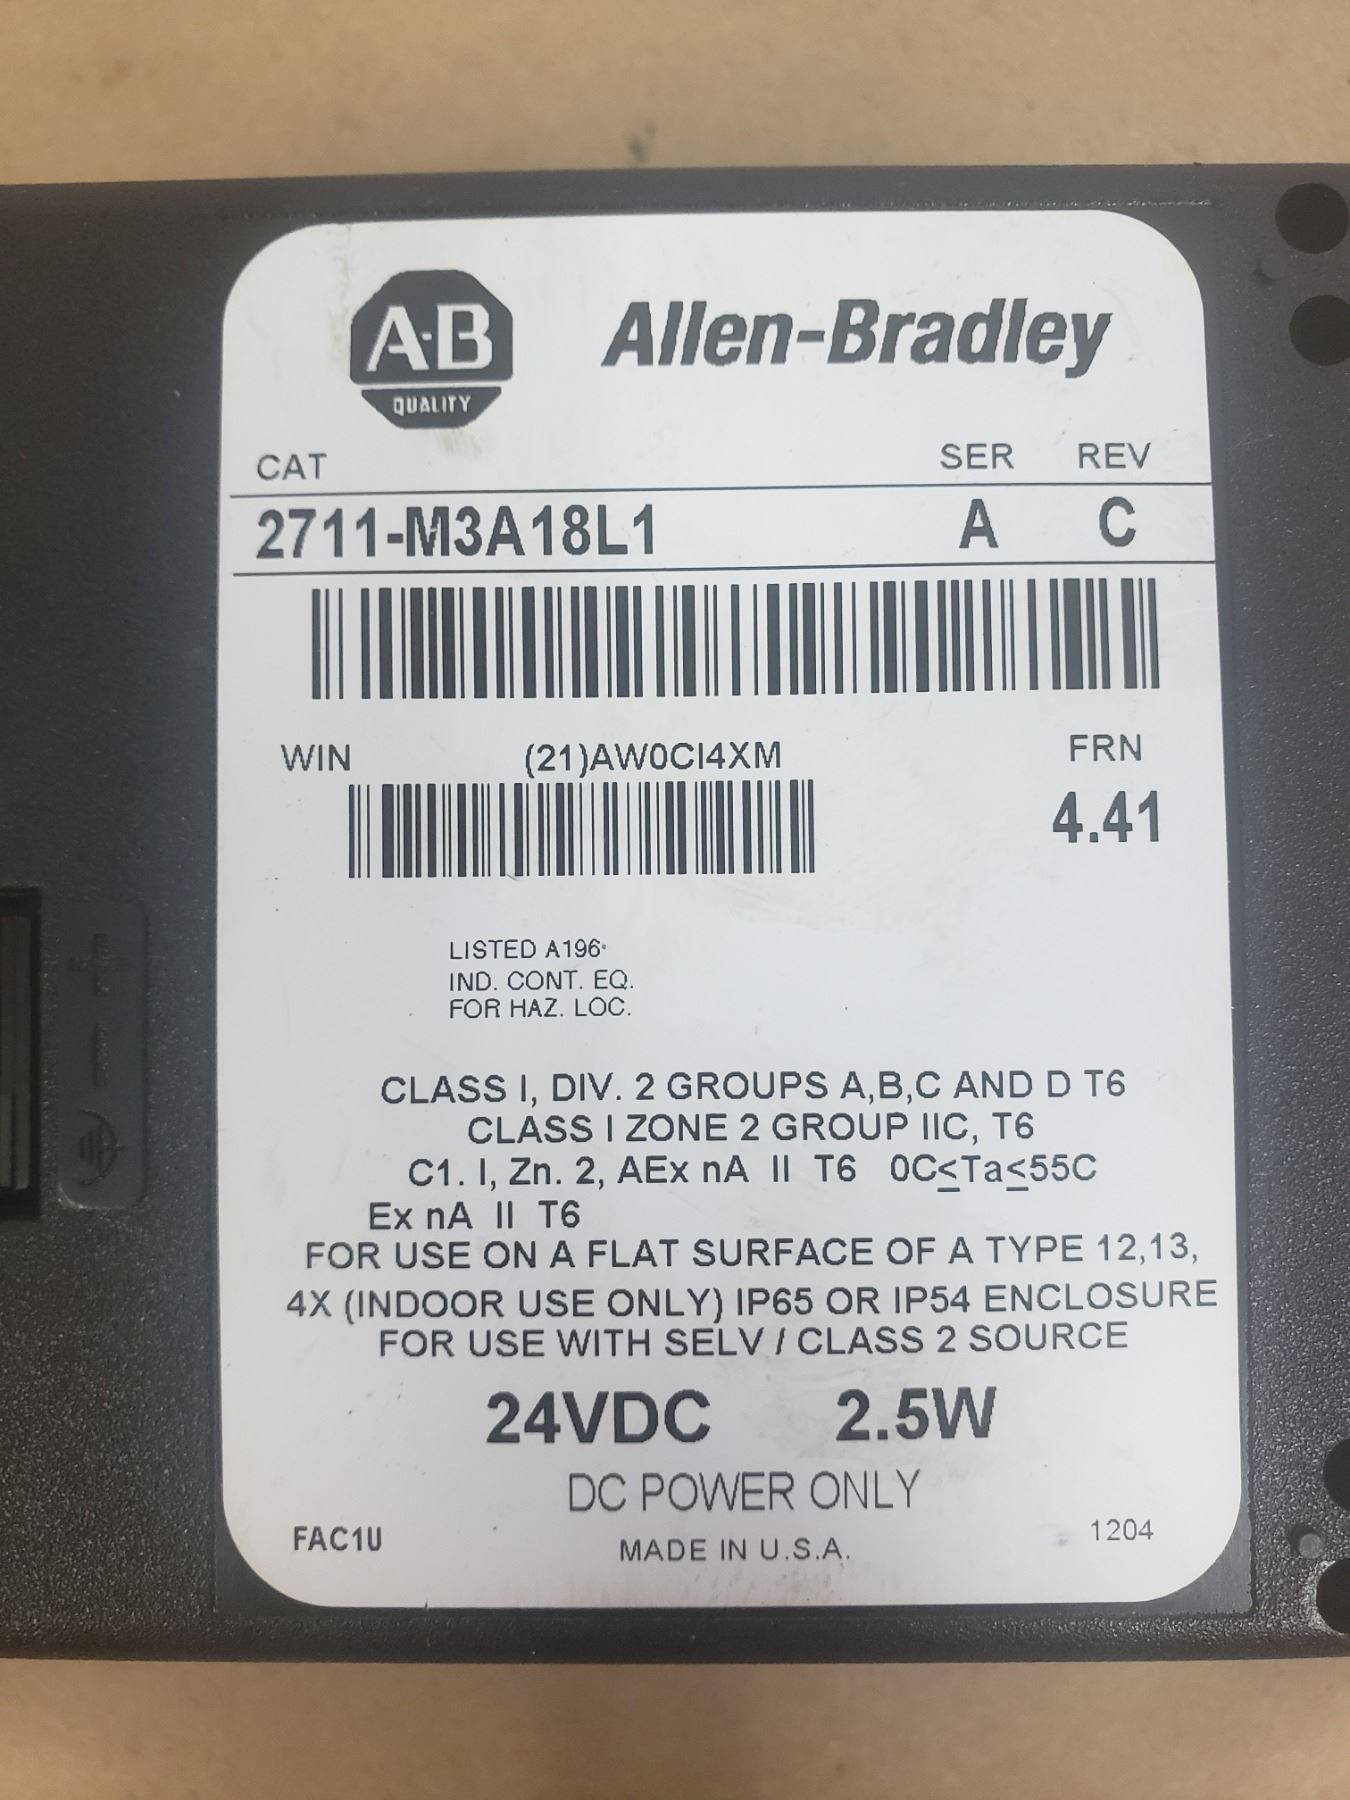 A-B
QUALITY
Allen-Bradley
CAT SER REV
2711-M3A18L1 A C
WIN (21)AW0CI4XM FRN
4.41
LISTED A196
IND. CONT. EQ.
FOR HAZ. LOC.
CLASS I, DIV. 2 GROUPS A,B,C AND D T6
CLASS I ZONE 2 GROUP IIC, T6
C1. I, Zn. 2, AEx nA II T6 0C≤Ta≤55C
Ex nA II T6
FOR USE ON A FLAT SURFACE OF A TYPE 12,13,
4X (INDOOR USE ONLY) IP65 OR IP54 ENCLOSURE
FOR USE WITH SELV / CLASS 2 SOURCE
24VDC 2.5W
DC POWER ONLY
FAC1U MADE IN U.S.A. 1204